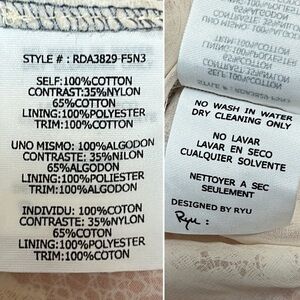 STYLE # : RDA3829-F5N3
SELF:100%COTTON
CONTRAST:35%NYLON
65%COTTON
LINING:100%POLYESTER
TRIM:100%COTTON
UNO MISMO: 100%ALGODON
CONTRASTE: 35%NILON
65%ALGODON
LINING:100%POLIESTER
TRIM:100%ALGODON
INDIVIDU: 100%COTON
CONTRASTE: 35%NYLON
65%COTON
LINING:100%POLYESTER
TRIM:100%COTON
NO WASH IN WATER
DRY CLEANING ONLY
NO LAVAR
LAVAR EN SECO
CUALQUIER SOLVENTE
NETTOYER A SEC
SEULEMENT
DESIGNED BY RYU
Ryu :